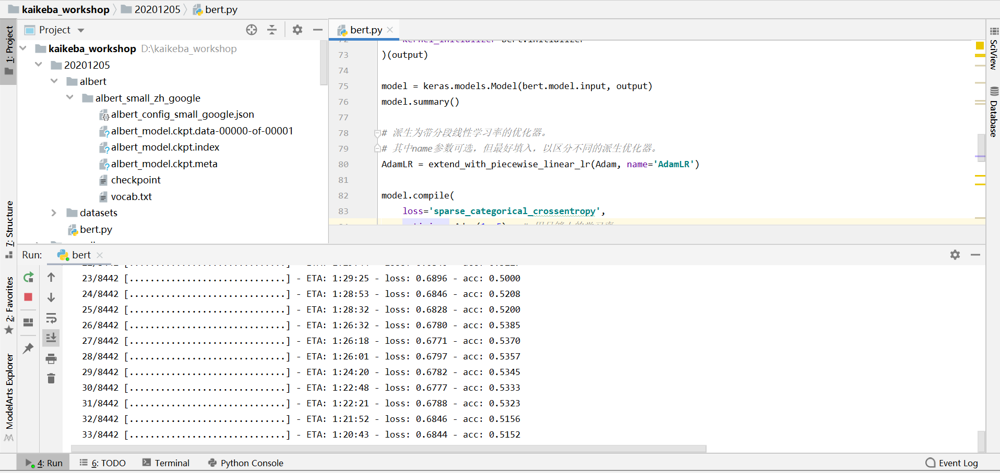 kaikeba_workshop 20201205 bert.py
1: Project
7: Structure
2: Favorites
ModelArts Explorer
Project
kaikeba_workshop D:\kaikeba_workshop
20201205
albert
albert_small_zh_google
albert_config_small_google.json
albert_model.ckpt.data-00000-of-00001
albert_model.ckpt.index
albert_model.ckpt.meta
checkpoint
vocab.txt
datasets
bert.py
bert.py
73 )(output)
74
75 model = keras.models.Model(bert.model.input, output)
76 model.summary()
77
78 # 派生为带分段线性学习率的优化器。
79 # 其中name参数可选，但最好填入，以区分不同的派生优化器。
80 AdamLR = extend_with_piecewise_linear_lr(Adam, name='AdamLR')
81
82 model.compile(
83 loss='sparse_categorical_crossentropy',
SciView
Database
Run: bert
23/8442 [..............................] - ETA: 1:29:25 - loss: 0.6896 - acc: 0.5000
24/8442 [..............................] - ETA: 1:28:53 - loss: 0.6846 - acc: 0.5208
25/8442 [..............................] - ETA: 1:28:32 - loss: 0.6828 - acc: 0.5200
26/8442 [..............................] - ETA: 1:26:32 - loss: 0.6780 - acc: 0.5385
27/8442 [..............................] - ETA: 1:26:18 - loss: 0.6771 - acc: 0.5370
28/8442 [..............................] - ETA: 1:26:01 - loss: 0.6797 - acc: 0.5357
29/8442 [..............................] - ETA: 1:24:20 - loss: 0.6782 - acc: 0.5345
30/8442 [..............................] - ETA: 1:22:48 - loss: 0.6777 - acc: 0.5333
31/8442 [..............................] - ETA: 1:22:21 - loss: 0.6788 - acc: 0.5323
32/8442 [..............................] - ETA: 1:21:52 - loss: 0.6846 - acc: 0.5156
33/8442 [..............................] - ETA: 1:20:43 - loss: 0.6844 - acc: 0.5152
4: Run 6: TODO Terminal Python Console Event Log